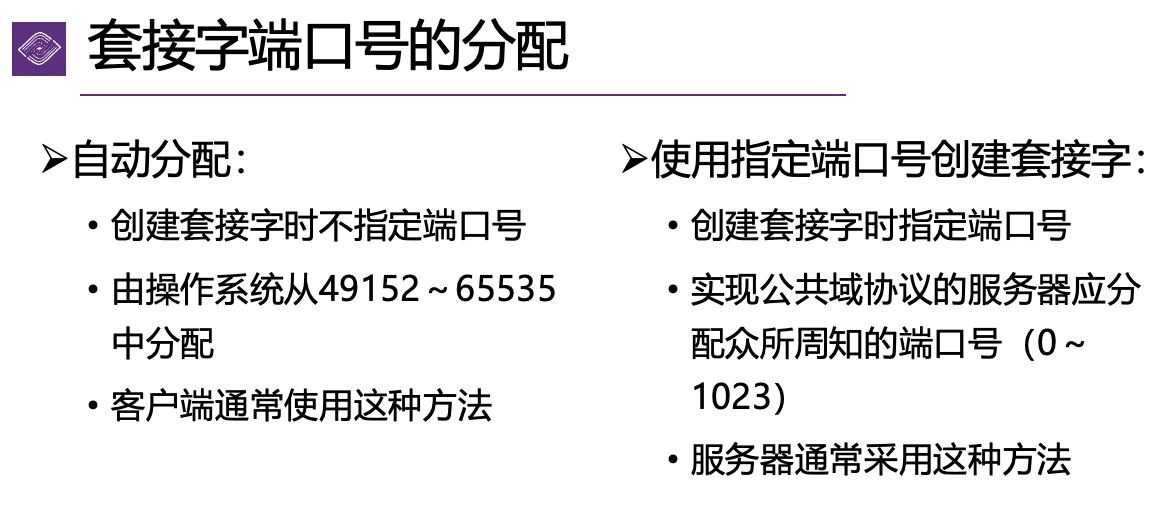 套接字端口号的分配
➢自动分配：
• 创建套接字时不指定端口号
• 由操作系统从49152～65535
中分配
• 客户端通常使用这种方法
➢使用指定端口号创建套接字：
• 创建套接字时指定端口号
• 实现公共域协议的服务器应分
配众所周知的端口号（0～
1023）
• 服务器通常采用这种方法